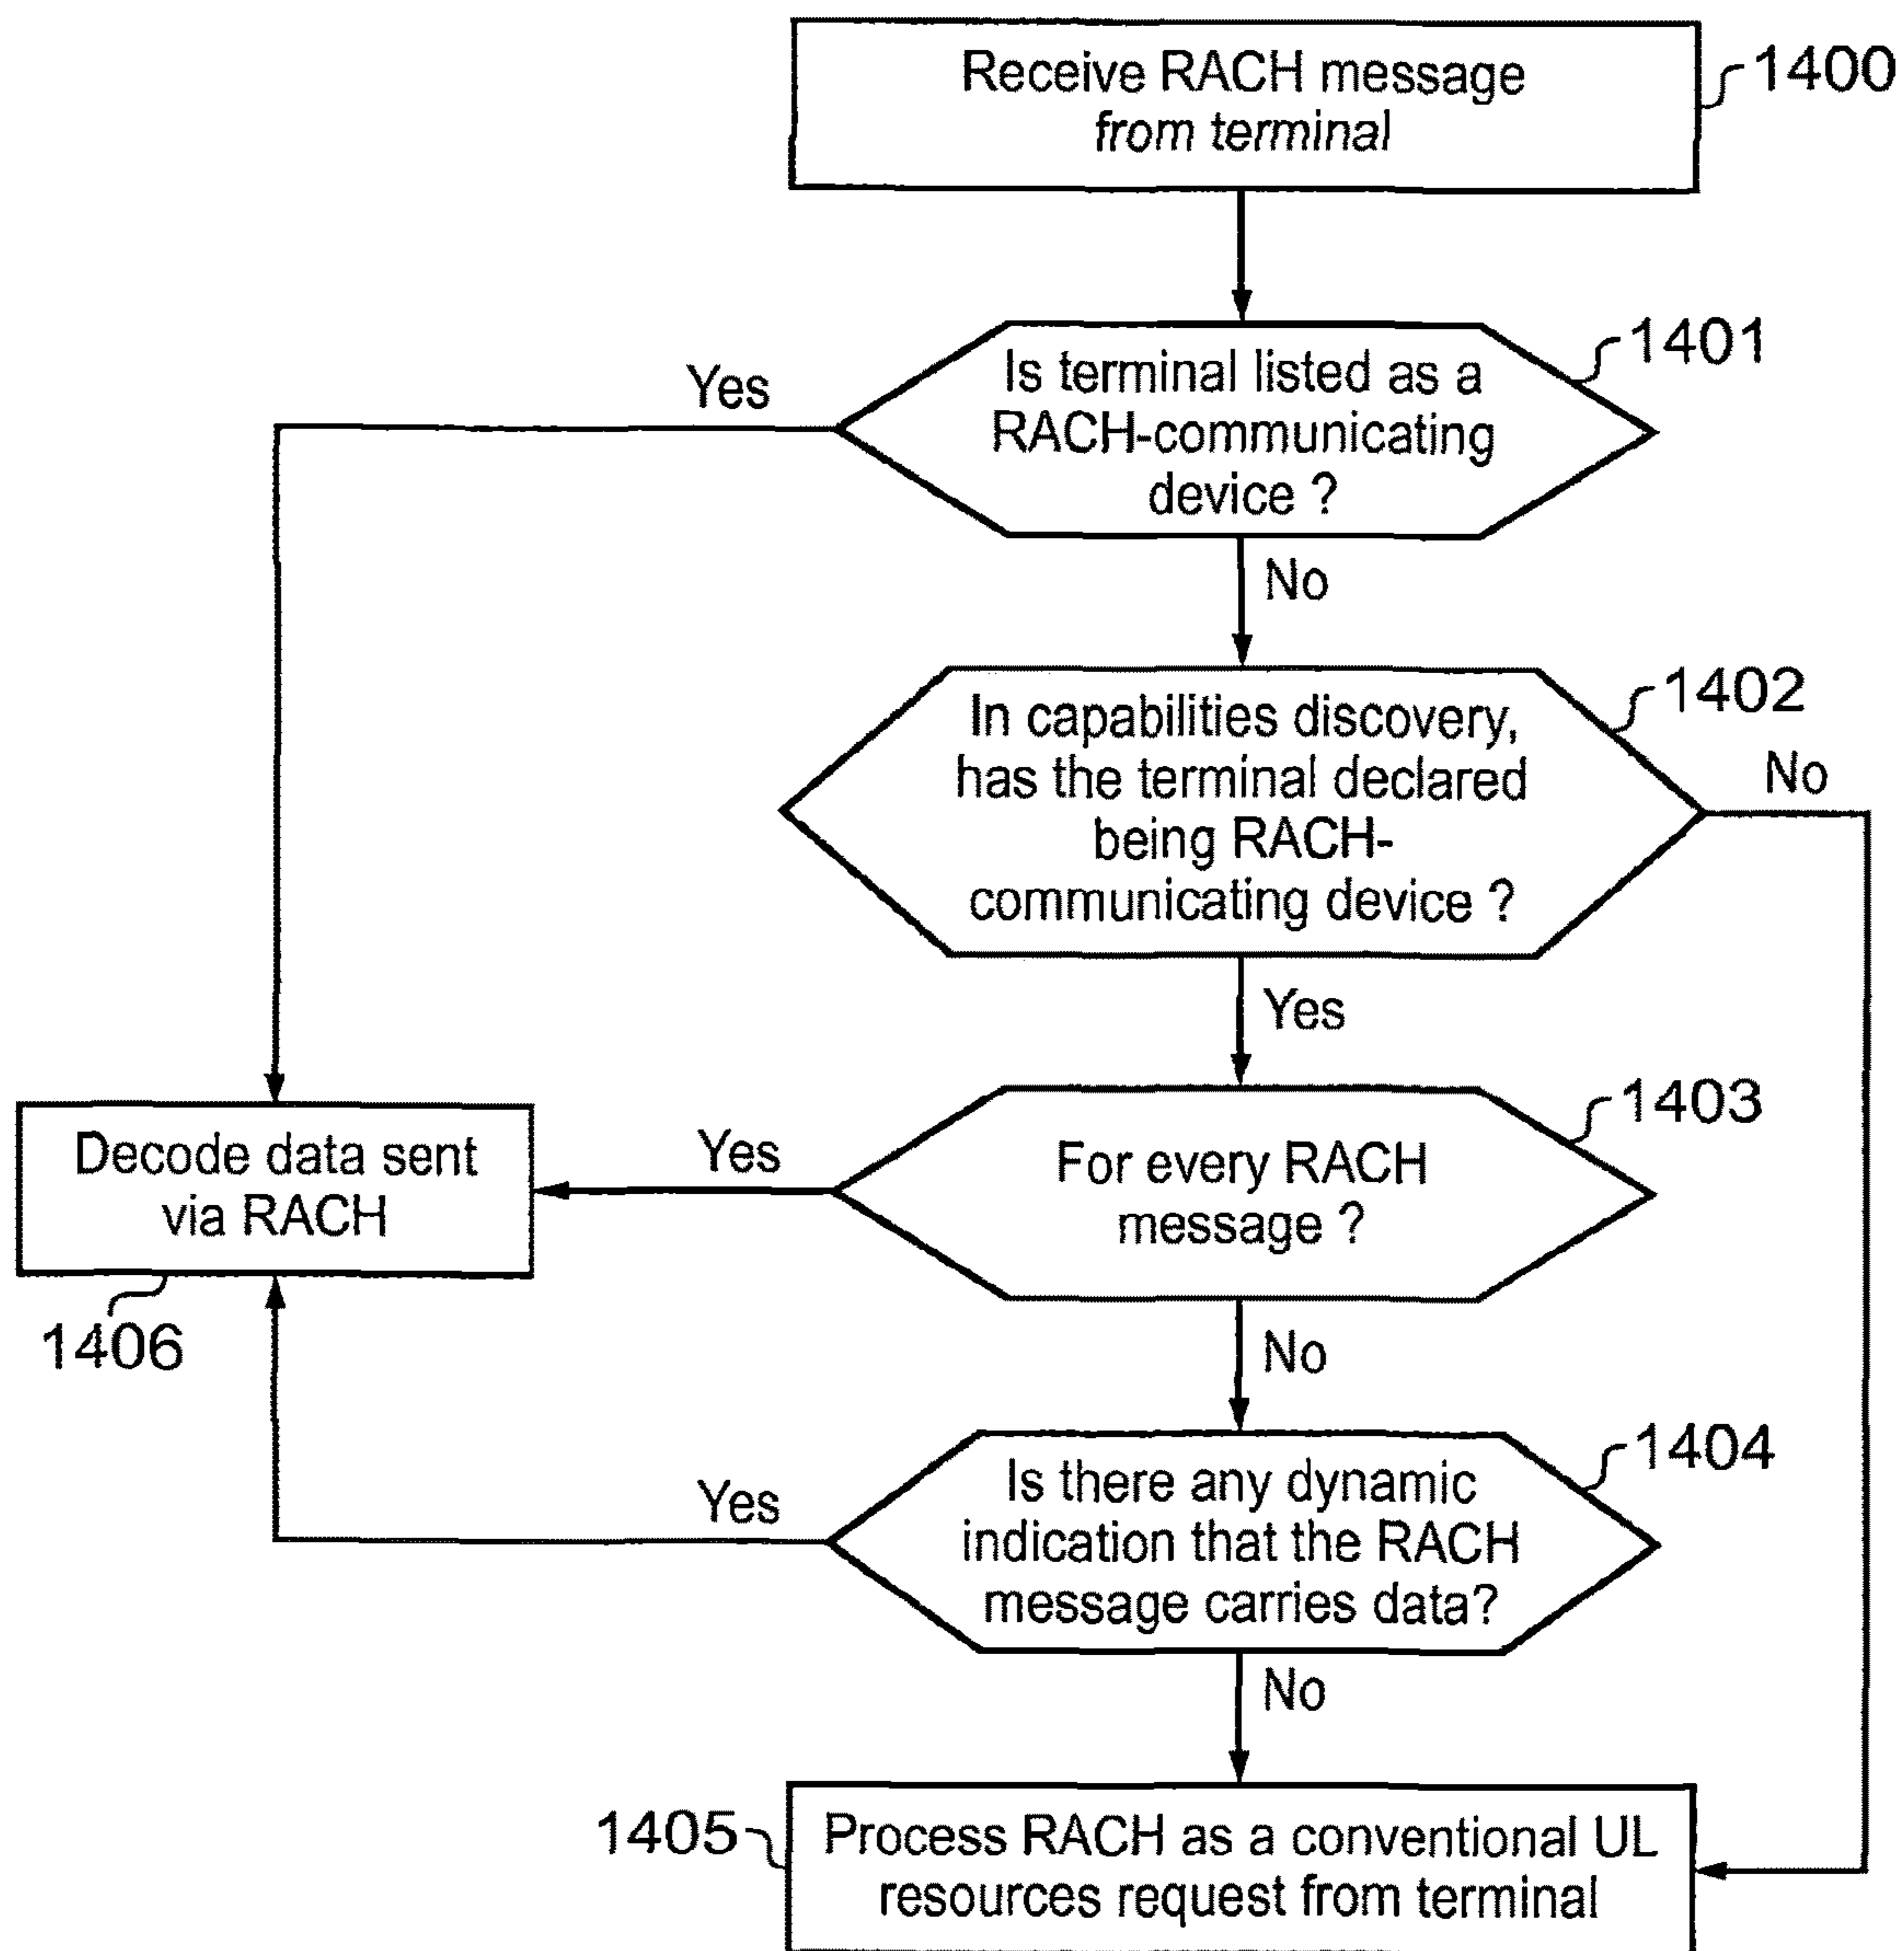 Receive RACH message
from terminal
1400
Is terminal listed as a
RACH-communicating
device ?
1401
Yes
No
In capabilities discovery,
has the terminal declared
being RACH-
communicating device ?
1402
No
Yes
For every RACH
message ?
1403
Yes
Decode data sent
via RACH
1406
No
Is there any dynamic
indication that the RACH
message carries data?
1404
Yes
No
1405
Process RACH as a conventional UL
resources request from terminal